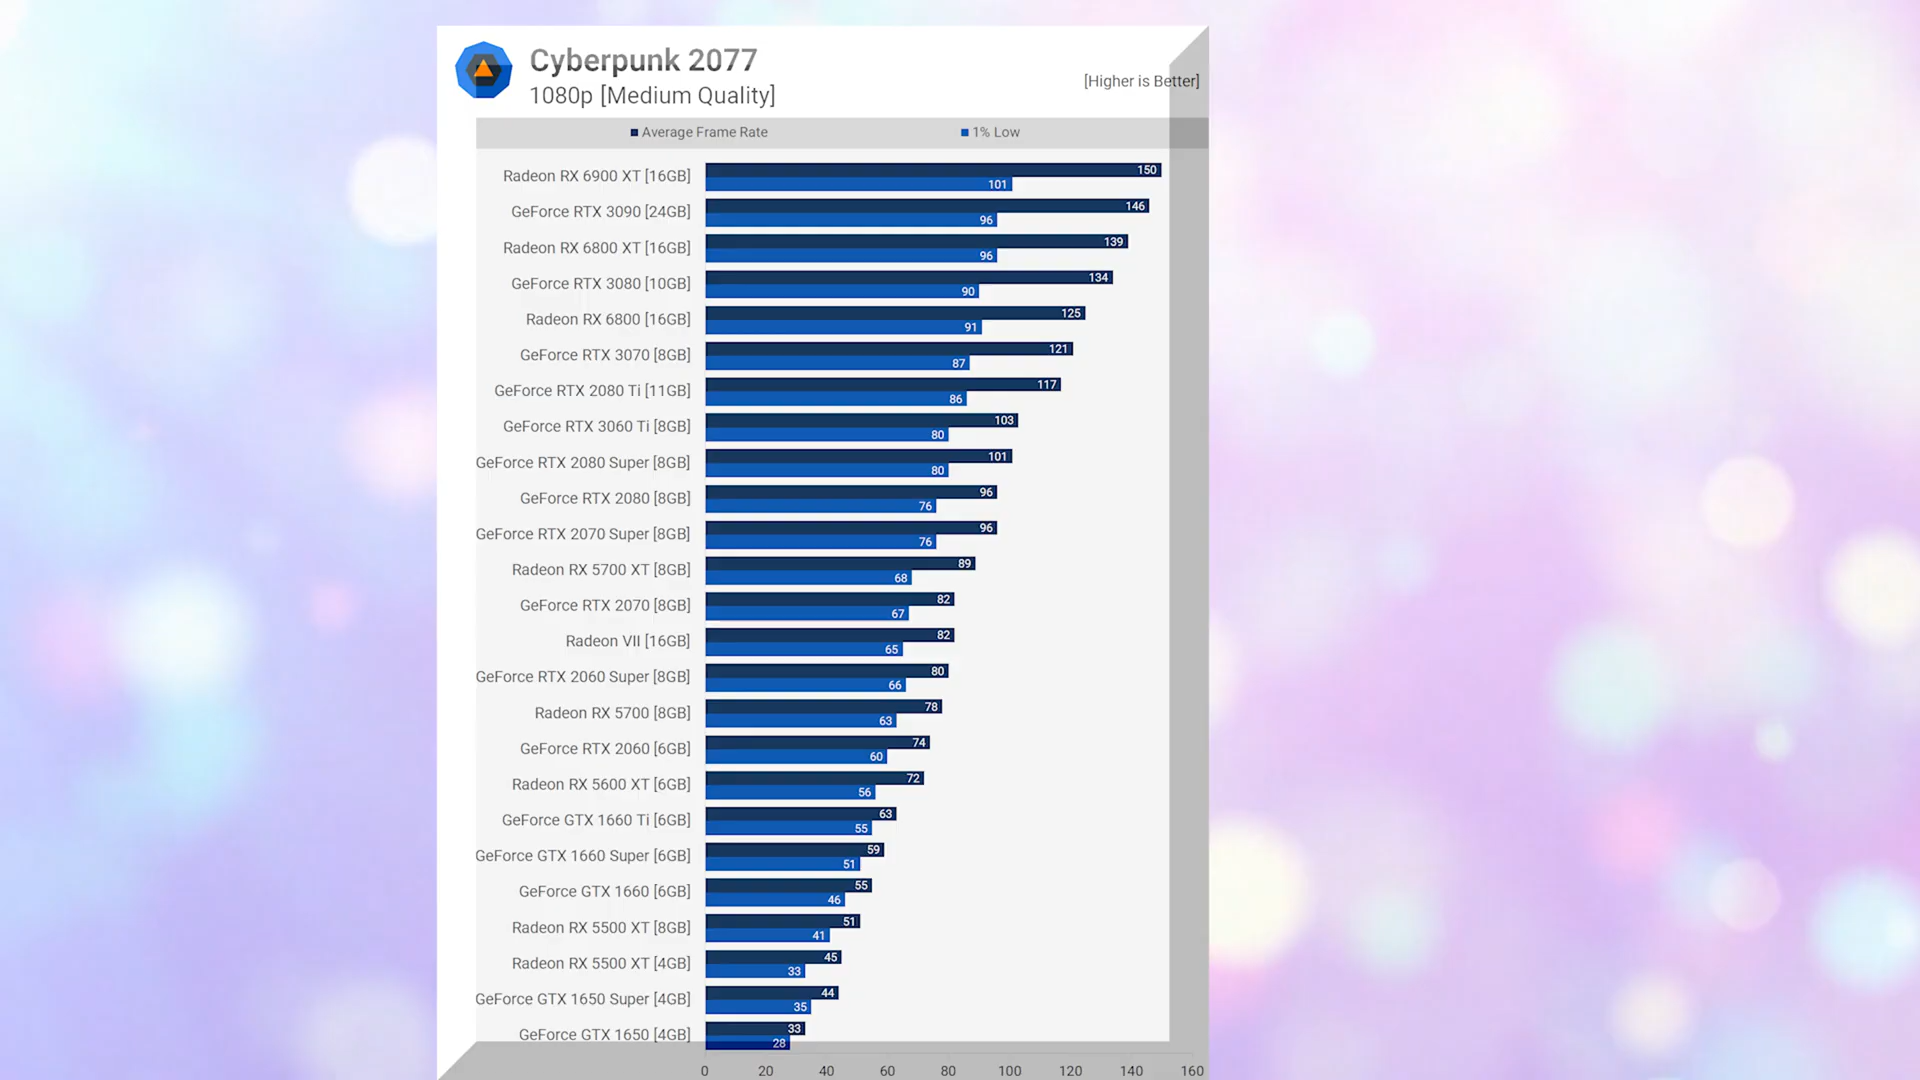 Cyberpunk 2077
1080p [Medium Quality]
[Higher is Better]
Average Frame Rate 1% Low
Radeon RX 6900 XT [16GB] 150
101
GeForce RTX 3090 [24GB] 146
96
Radeon RX 6800 XT [16GB] 139
96
GeForce RTX 3080 [10GB] 134
90
Radeon RX 6800 [16GB] 125
91
GeForce RTX 3070 [8GB] 121
87
GeForce RTX 2080 Ti [11GB] 117
86
GeForce RTX 3060 Ti [8GB] 103
80
GeForce RTX 2080 Super [8GB] 101
80
GeForce RTX 2080 [8GB] 96
76
GeForce RTX 2070 Super [8GB] 96
76
Radeon RX 5700 XT [8GB] 89
68
GeForce RTX 2070 [8GB] 82
67
Radeon VII [16GB] 82
65
GeForce RTX 2060 Super [8GB] 80
66
Radeon RX 5700 [8GB] 78
63
GeForce RTX 2060 [6GB] 74
60
Radeon RX 5600 XT [6GB] 72
56
GeForce GTX 1660 Ti [6GB] 63
55
GeForce GTX 1660 Super [6GB] 59
51
GeForce GTX 1660 [6GB] 55
46
Radeon RX 5500 XT [8GB] 51
41
Radeon RX 5500 XT [4GB] 45
33
GeForce GTX 1650 Super [4GB] 44
35
GeForce GTX 1650 [4GB] 33
28
0 20 40 60 80 100 120 140 160